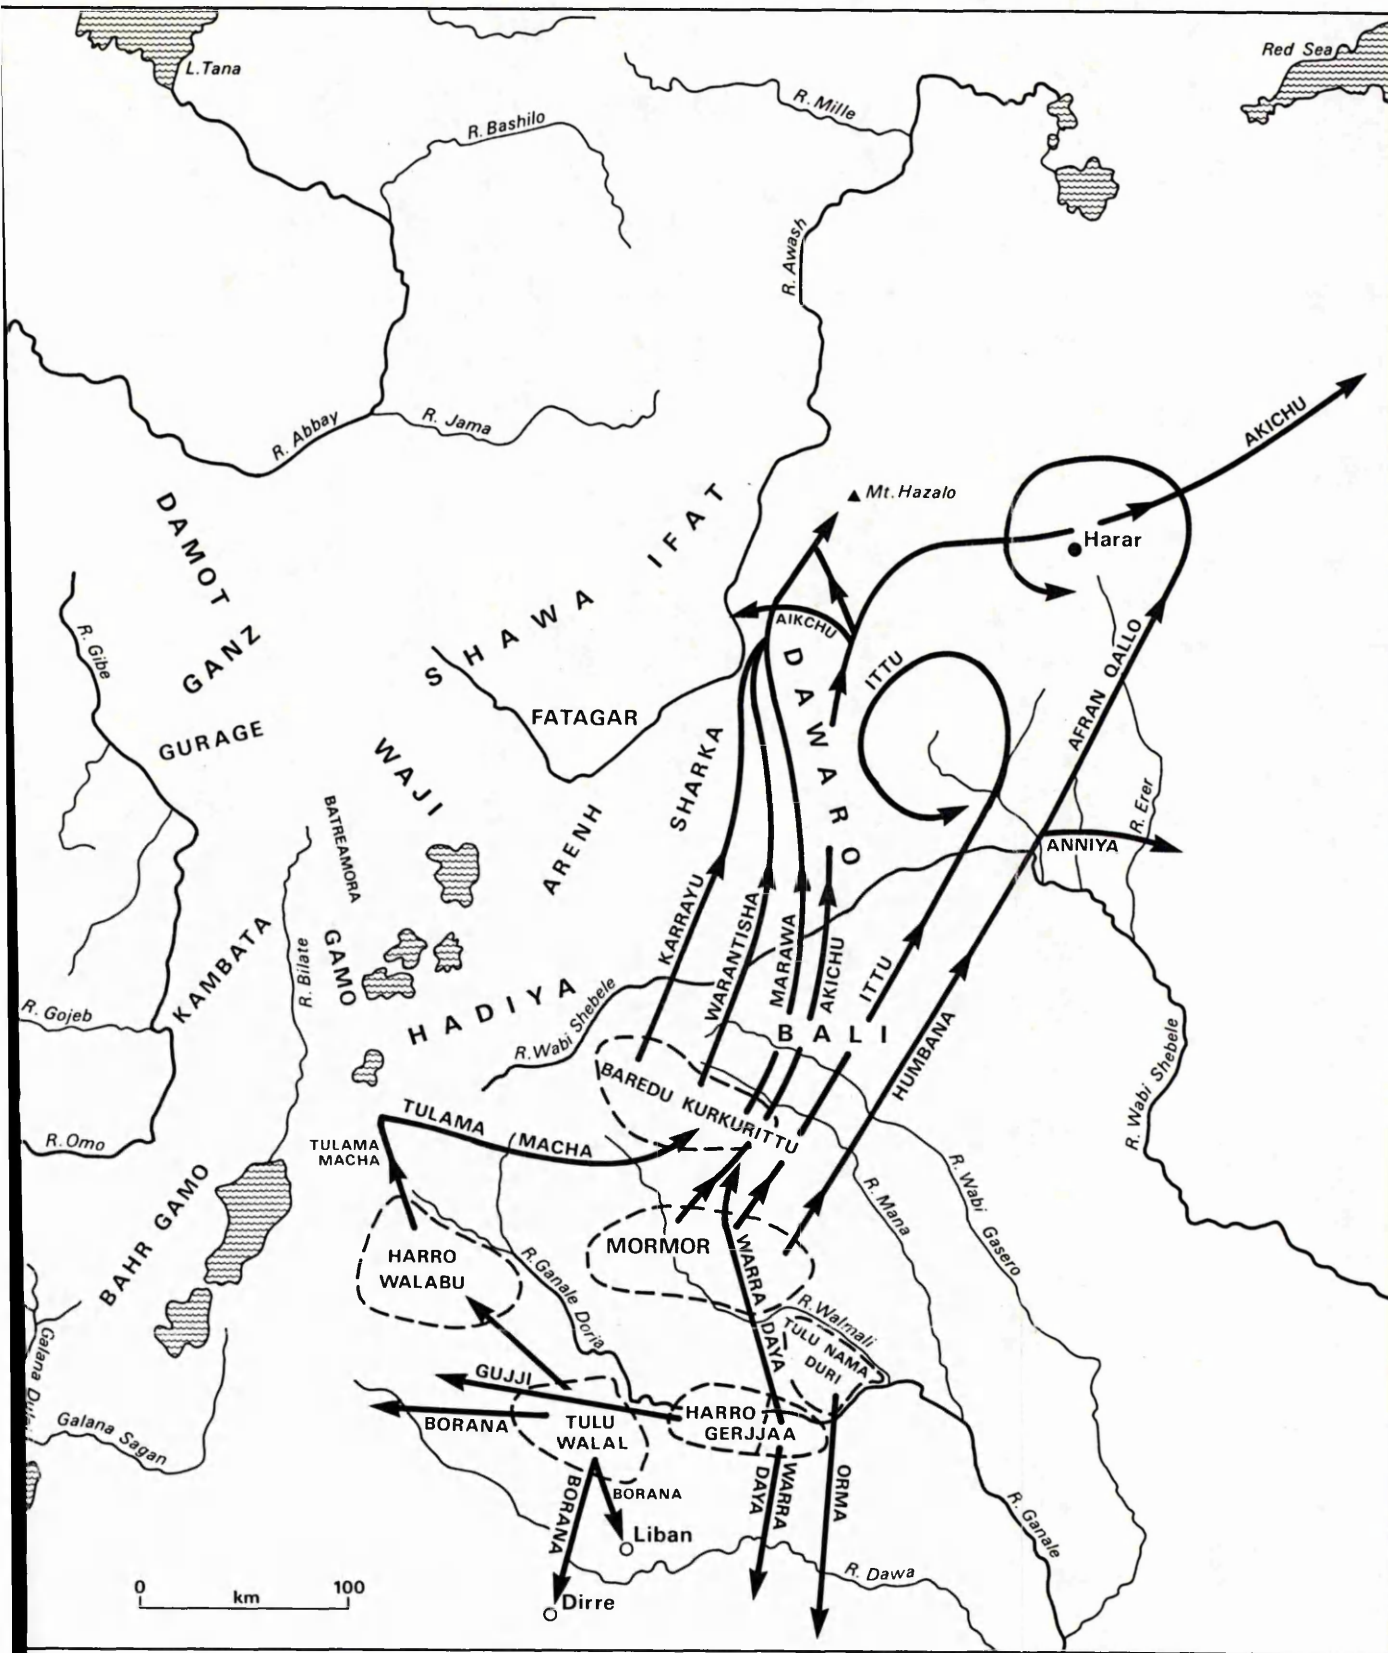 L.Tana
Red Sea
R. Mille
R. Bashilo
R. Awash
R. Abbay
R. Jama
AKICHU
Mt. Hazalo
Harar
DAMOT
SHAWA IFAT
GANZ
R. Gibe
AIKCHU
DAWARO
ITTU
AFRAN QALLO
FATAGAR
GURAGE
WAJI
SHARKA
BATREAMORA
ARENH
R. Erer
ANNIYA
KARRAYU
WARANTISHA
MARAWA
AKICHU
ITTU
KAMBATA
R. Bilate
GAMO
HADIYA
R. Gojeb
R. Wabi Shebele
BALI
HUMBANA
R. Wabi Shebele
BAREDU KURKURITTU
TULAMA
MACHA
R. Omo
TULAMA
MACHA
BAHR GAMO
R. Mana
R. Wabi Gasero
MORMOR
HARRO
WALABU
R. Ganale Doria
WARRA
DAYA
R. Walmali
TULU NAMA
DURI
GUJJI
BORANA
TULU
WALAL
HARRO
GERJJAA
Galana Sagan
BORANA
BORANA
WARRA
DAYA
ORMA
R. Ganale
Liban
R. Dawa
Dirre
0 km 100